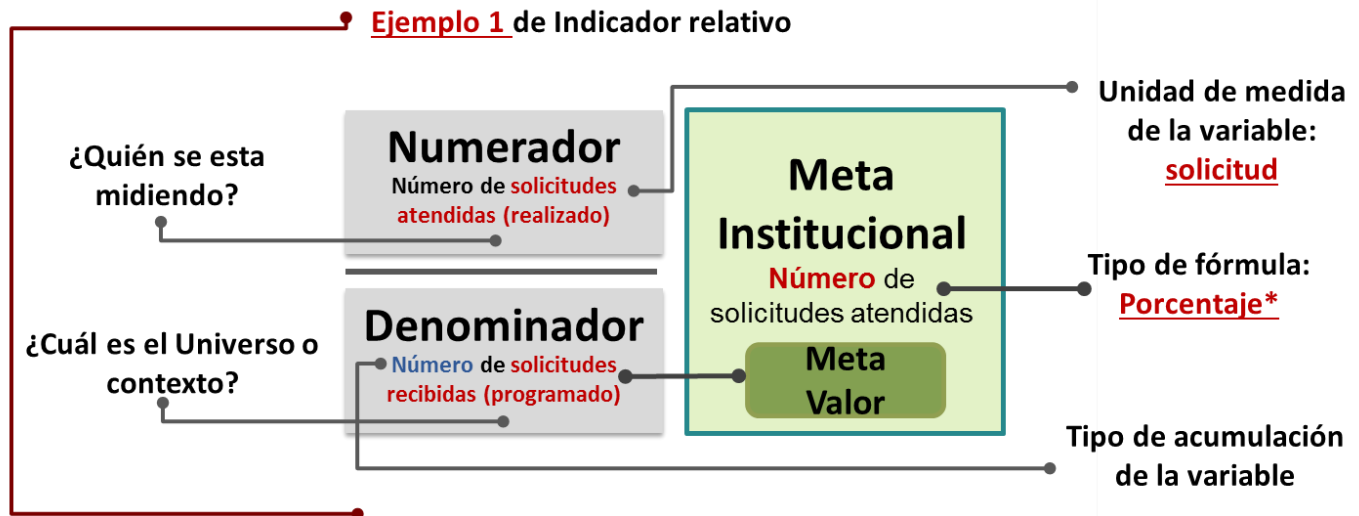 Ejemplo 1 de Indicador relativo
¿Quién se esta
midiendo?
Numerador
Número de solicitudes
atendidas (realizado)
¿Cuál es el Universo o
contexto?
Denominador
Número de solicitudes
recibidas (programado)
Meta
Institucional
Número de
solicitudes atendidas
Meta
Valor
Unidad de medida
de la variable:
solicitud
Tipo de fórmula:
Porcentaje*
Tipo de acumulación
de la variable